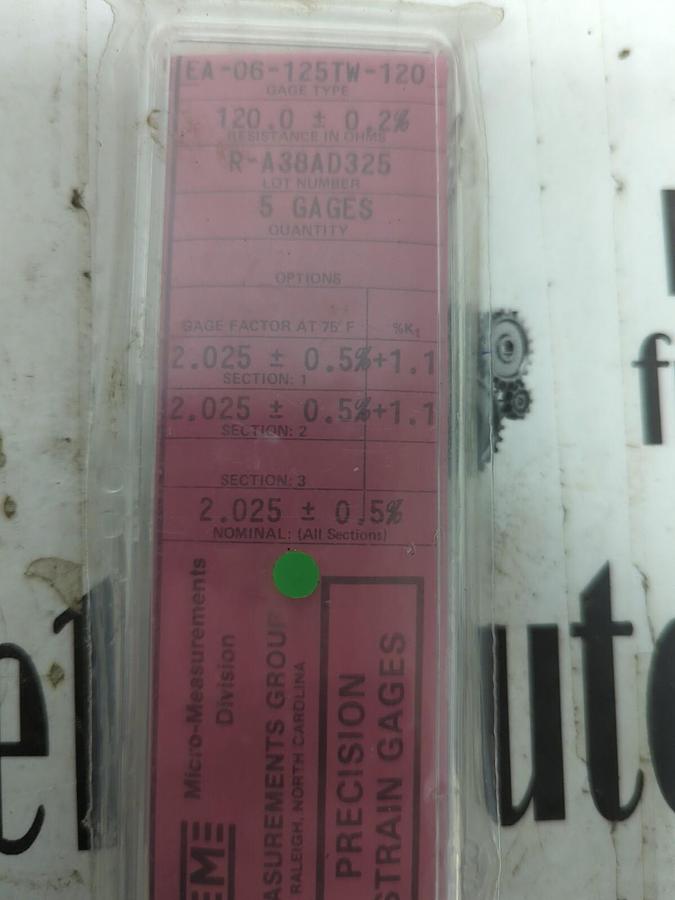 EA-06-125TW-120
GAGE TYPE
120.0 ± 0.2%
RESISTANCE IN OHMS
R-A38AD325
LOT NUMBER
5 GAGES
QUANTITY
OPTIONS
GAGE FACTOR AT 75°F %K₁
2.025 ± 0.5% +1.1
SECTION: 1
2.025 ± 0.5% +1.1
SECTION: 2
SECTION: 3
2.025 ± 0.5%
NOMINAL: (All Sections)
Micro-Measurements
Division
ASUREMENTS GROUP
RALEIGH, NORTH CAROLINA
PRECISION
STRAIN GAGES